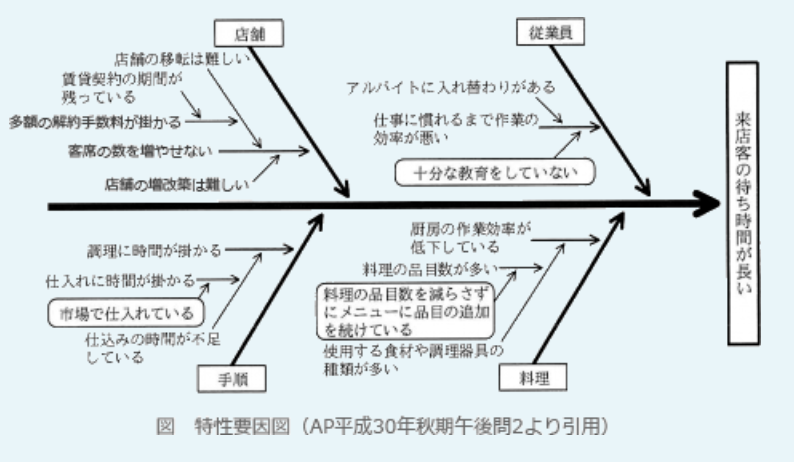 店舗
店舗の移転は難しい
賃貸契約の期間が
残っている
多額の解約手数料が掛かる
客席の数を増やせない
店舗の増改築は難しい
従業員
アルバイトに入れ替わりがある
仕事に慣れるまで作業の
効率が悪い
十分な教育をしていない
来店客の待ち時間が長い
調理に時間が掛かる
仕入れに時間が掛かる
市場で仕入れている
仕込みの時間が不足
している
手順
厨房の作業効率が
低下している
料理の品目数が多い
料理の品目数を減らさず
にメニューに品目の追加
を続けている
使用する食材や調理器具の
種類が多い
料理
図　特性要因図（AP平成30年秋期午後問2より引用）